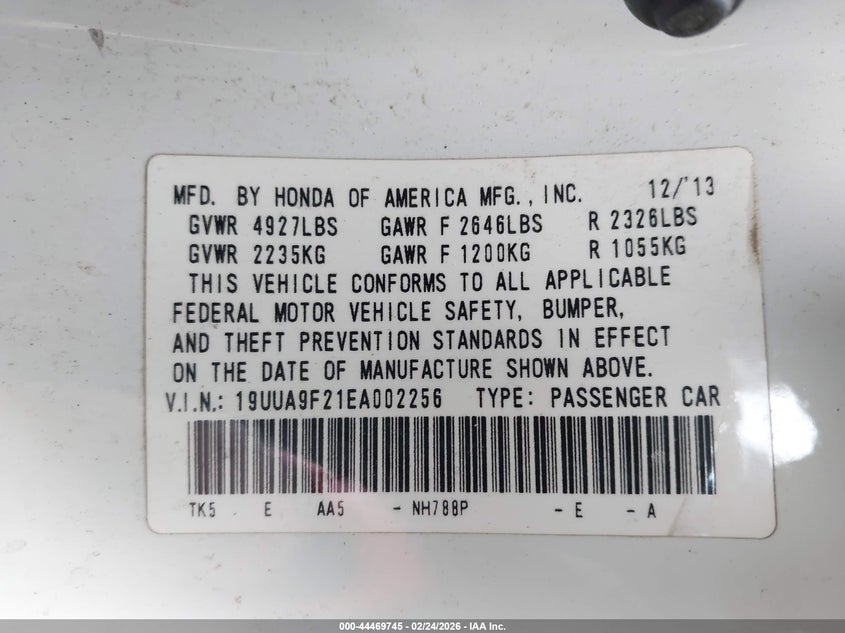 MFD. BY HONDA OF AMERICA MFG., INC. 12/'13
GVWR 4927LBS GAWR F 2646LBS R 2326LBS
GVWR 2235KG GAWR F 1200KG R 1055KG
THIS VEHICLE CONFORMS TO ALL APPLICABLE
FEDERAL MOTOR VEHICLE SAFETY, BUMPER,
AND THEFT PREVENTION STANDARDS IN EFFECT
ON THE DATE OF MANUFACTURE SHOWN ABOVE.
V.I.N.: 19UUA9F21EA002256 TYPE: PASSENGER CAR
TK5 E AA5 - NH788P - E - A
000-44469745 - 02/24/2026 - IAA Inc.